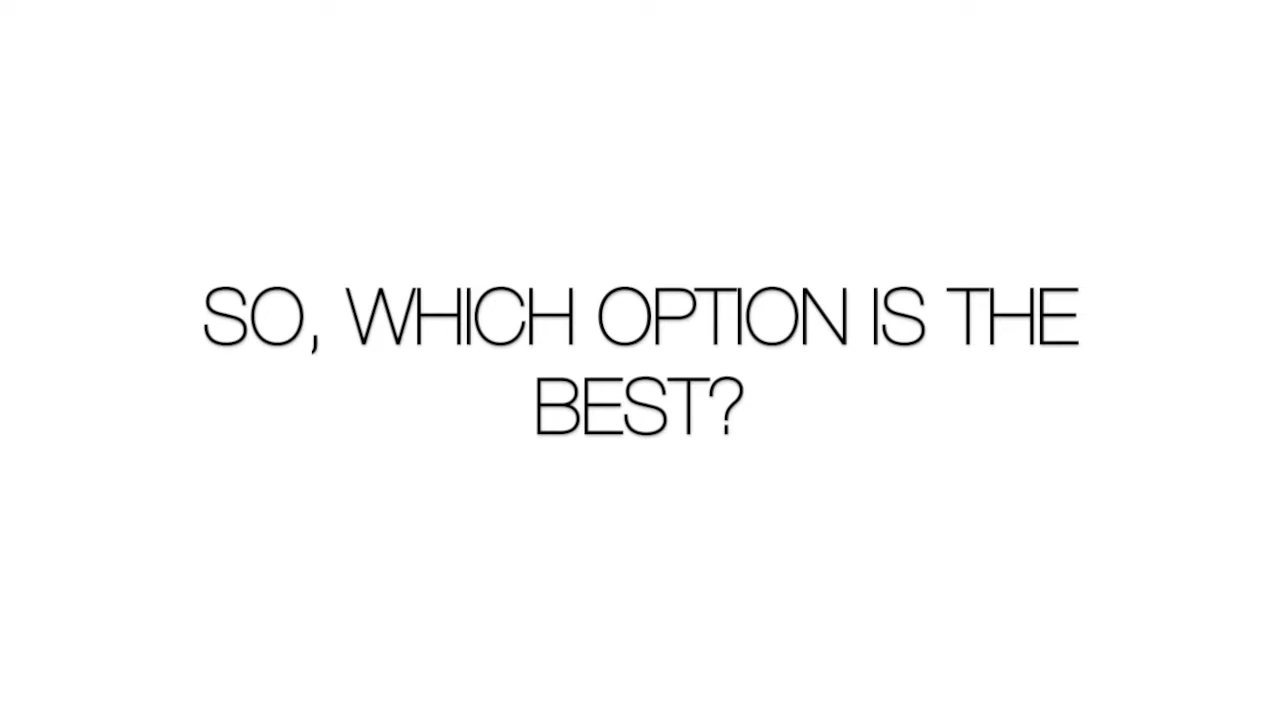 SO, WHICH OPTION IS THE
BEST?